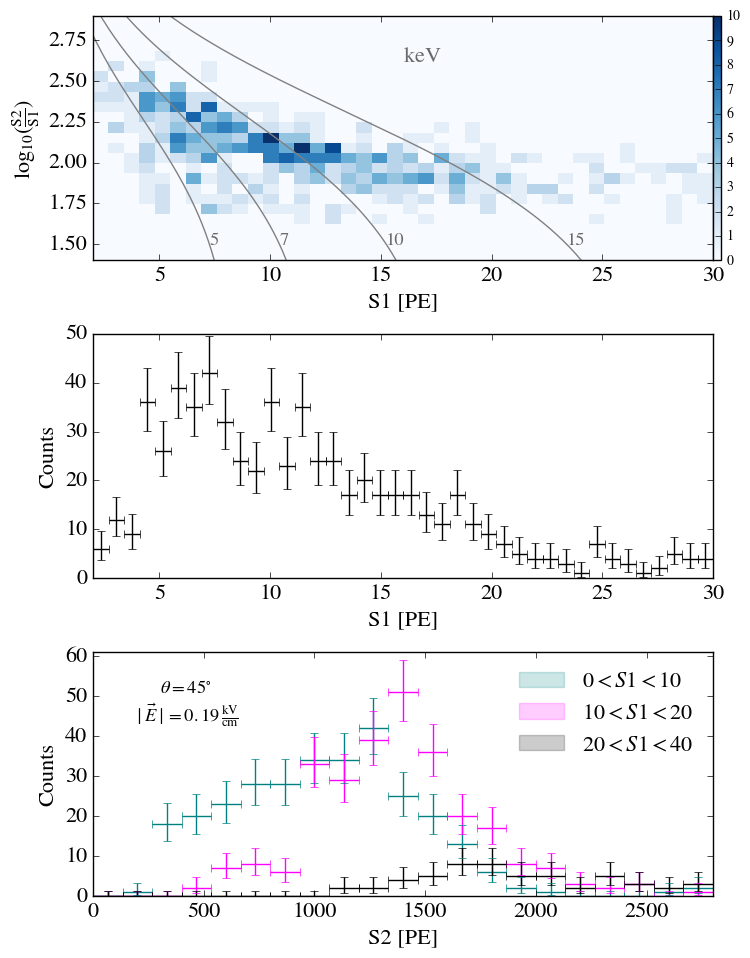 keV
log₁₀(S2/S1)
2.75
2.50
2.25
2.00
1.75
1.50
5
7
10
15
5 10 15 20 25 30
S1 [PE]
10
9
8
7
6
5
4
3
2
1
0
Counts
50
40
30
20
10
0
5 10 15 20 25 30
S1 [PE]
Counts
60
50
40
30
20
10
0
θ = 45°
| E⃗ | = 0.19 kV/cm
0 < S1 < 10
10 < S1 < 20
20 < S1 < 40
0 500 1000 1500 2000 2500
S2 [PE]